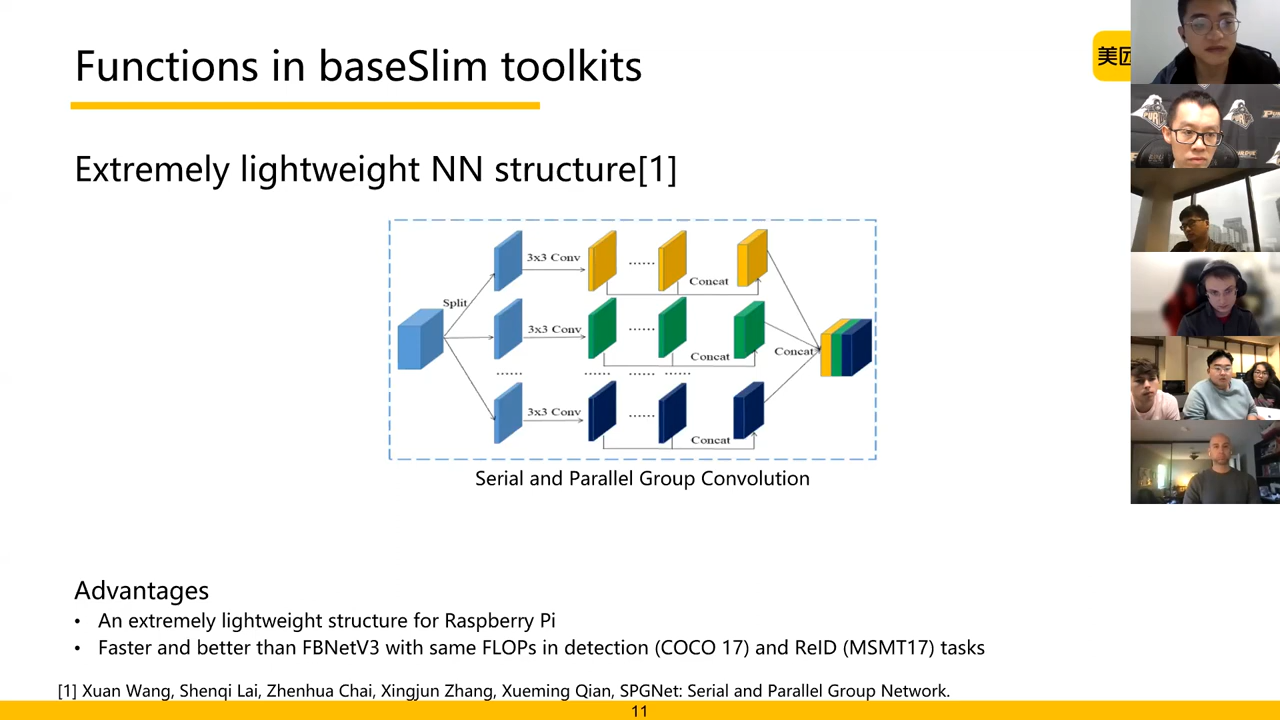 Functions in baseSlim toolkits
美团
Extremely lightweight NN structure[1]
3x3 Conv
......
Concat
Split
3x3 Conv
......
Concat
Concat
......
......
......
......
3x3 Conv
......
Concat
Serial and Parallel Group Convolution
Advantages
• An extremely lightweight structure for Raspberry Pi
• Faster and better than FBNetV3 with same FLOPs in detection (COCO 17) and ReID (MSMT17) tasks
[1] Xuan Wang, Shenqi Lai, Zhenhua Chai, Xingjun Zhang, Xueming Qian, SPGNet: Serial and Parallel Group Network.
11